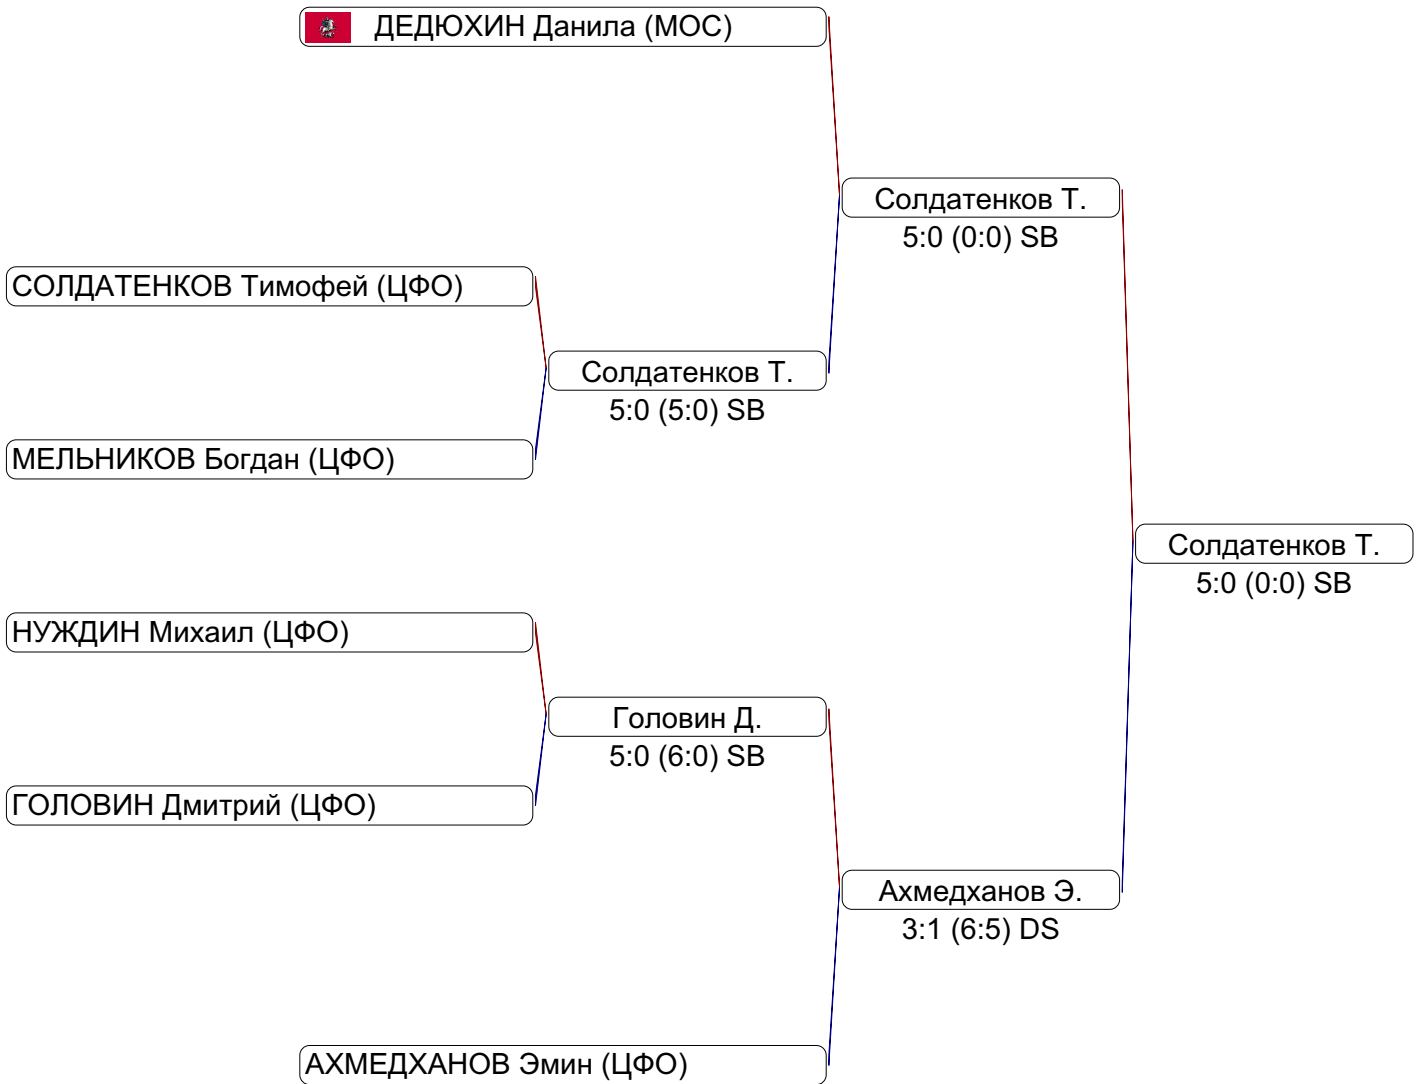 ДЕДЮХИН Данила (МОС)
Солдатенков Т.
5:0 (0:0) SB
СОЛДАТЕНКОВ Тимофей (ЦФО)
Солдатенков Т.
5:0 (5:0) SB
МЕЛЬНИКОВ Богдан (ЦФО)
Солдатенков Т.
5:0 (0:0) SB
НУЖДИН Михаил (ЦФО)
Головин Д.
5:0 (6:0) SB
ГОЛОВИН Дмитрий (ЦФО)
Ахмедханов Э.
3:1 (6:5) DS
АХМЕДХАНОВ Эмин (ЦФО)